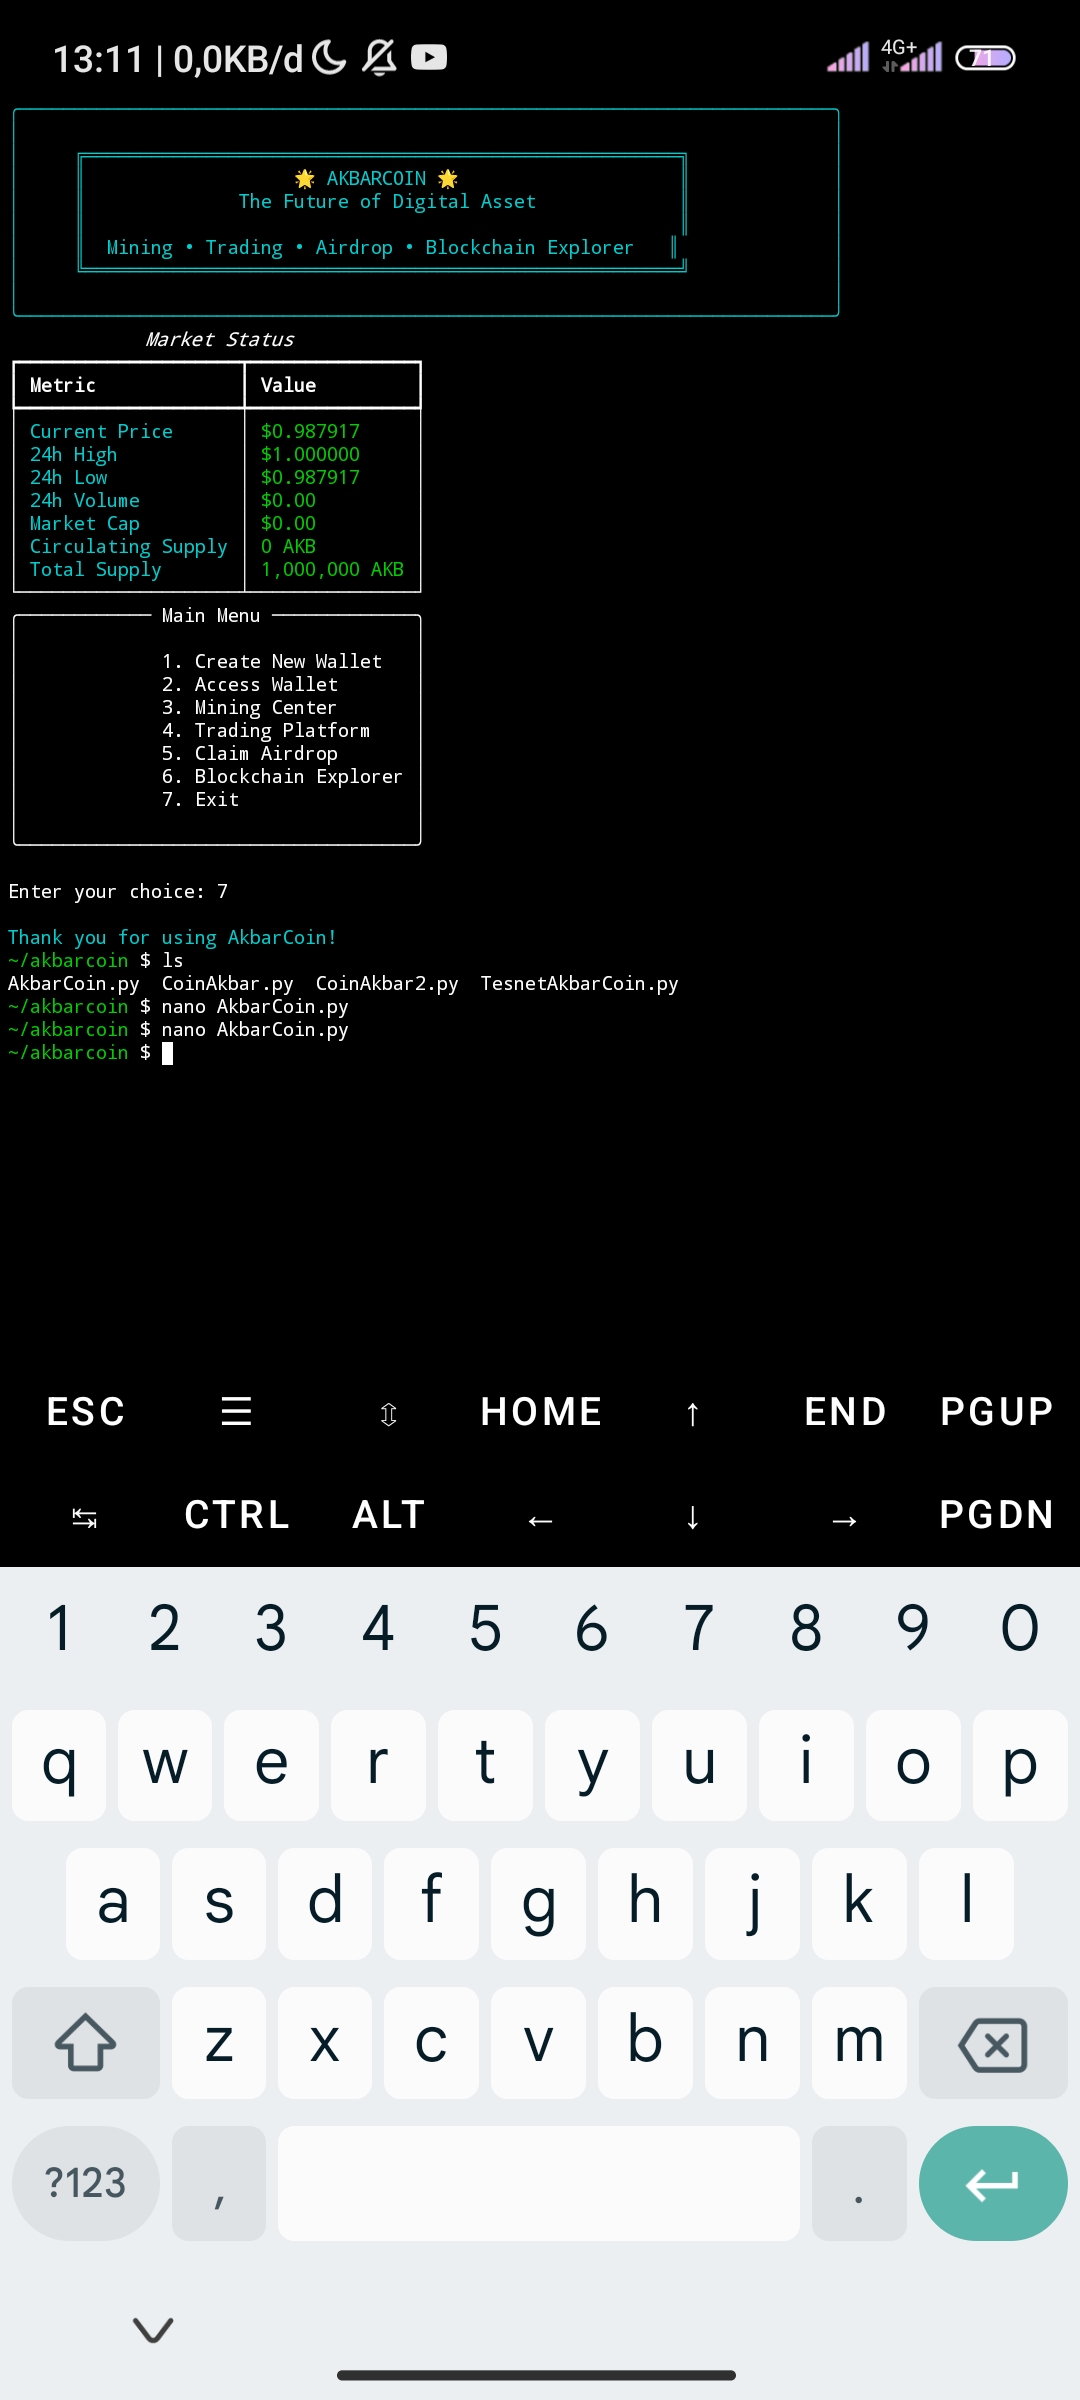 13:11 | 0,0KB/d 4G+ 71
🌟 AKBARCOIN 🌟
The Future of Digital Asset
Mining • Trading • Airdrop • Blockchain Explorer
Market Status
Metric Value
Current Price $0.987917
24h High $1.000000
24h Low $0.987917
24h Volume $0.00
Market Cap $0.00
Circulating Supply 0 AKB
Total Supply 1,000,000 AKB
Main Menu
1. Create New Wallet
2. Access Wallet
3. Mining Center
4. Trading Platform
5. Claim Airdrop
6. Blockchain Explorer
7. Exit
Enter your choice: 7
Thank you for using AkbarCoin!
~/akbarcoin $ ls
AkbarCoin.py CoinAkbar.py CoinAkbar2.py TesnetAkbarCoin.py
~/akbarcoin $ nano AkbarCoin.py
~/akbarcoin $ nano AkbarCoin.py
~/akbarcoin $
ESC ☰ ⇳ HOME ↑ END PGUP
↹ CTRL ALT ← ↓ → PGDN
1 2 3 4 5 6 7 8 9 0
q w e r t y u i o p
a s d f g h j k l
z x c v b n m
?123 , .